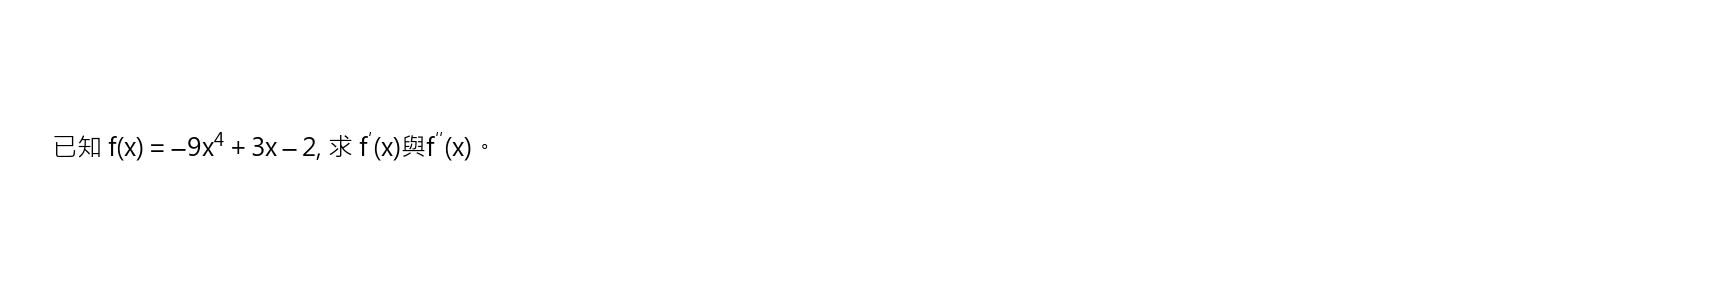 已知 f(x) = –9x⁴ + 3x – 2, 求 f′(x)與f′′(x)。